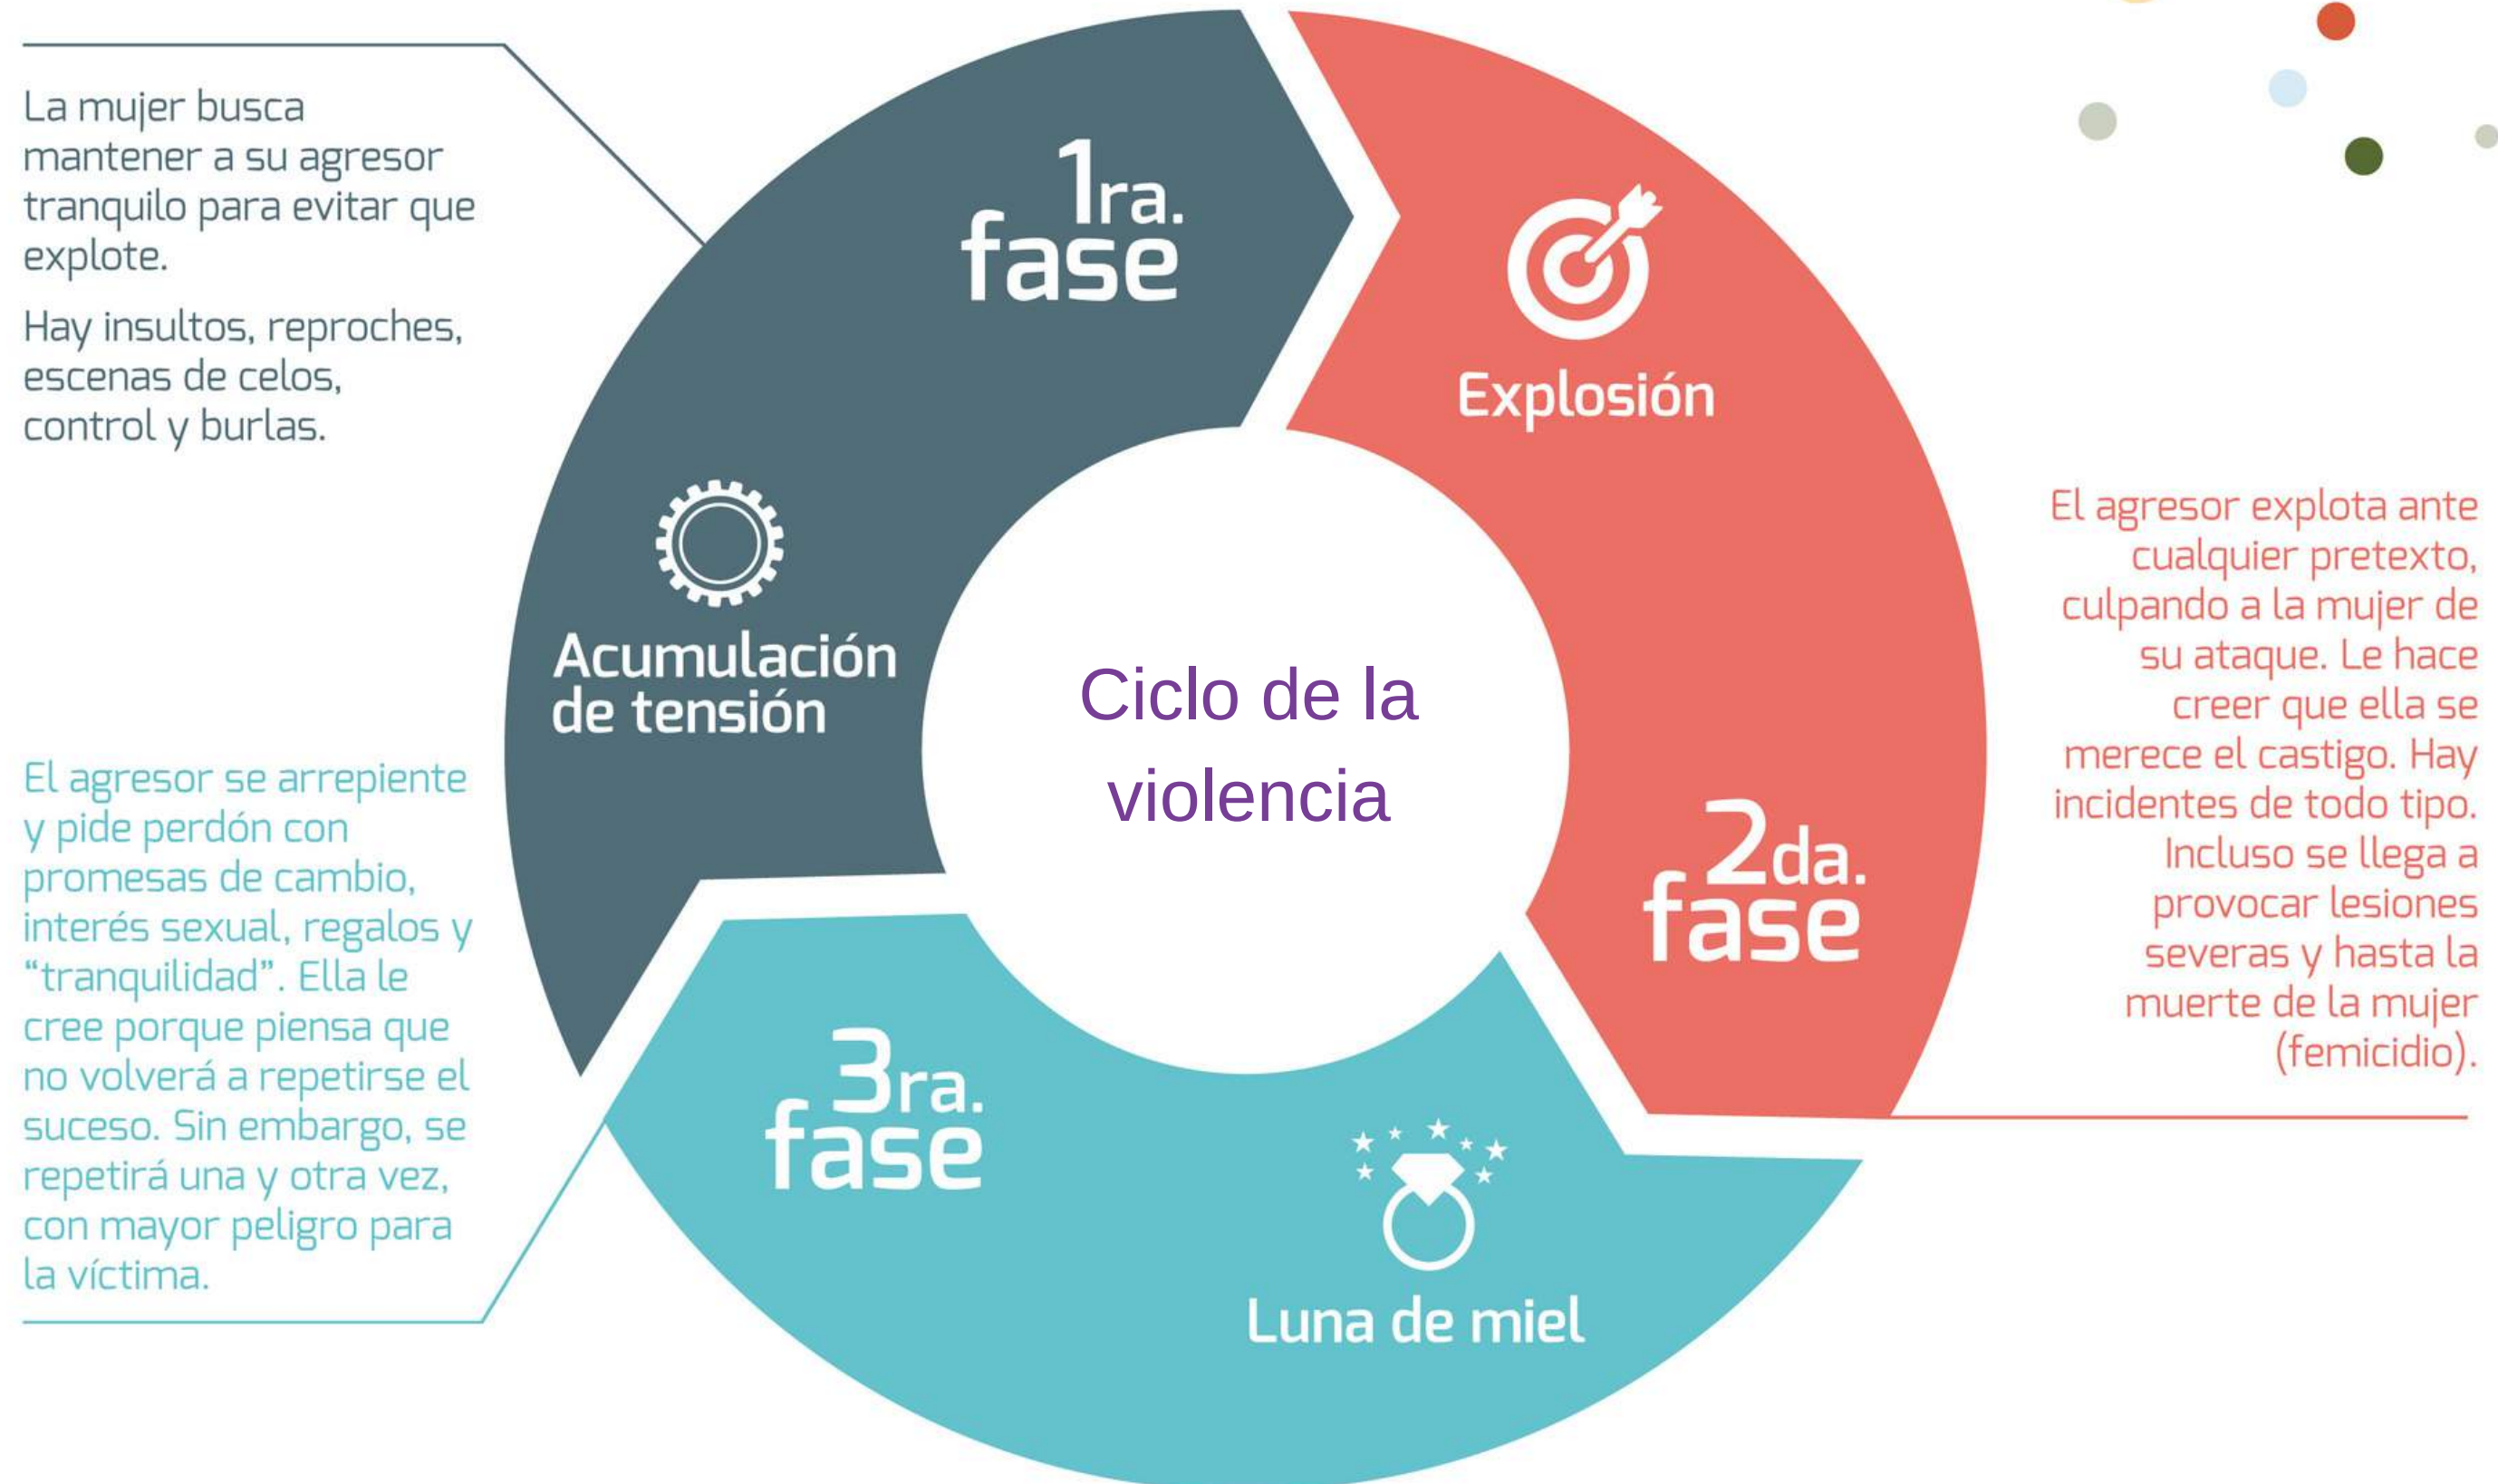 La mujer busca
mantener a su agresor
tranquilo para evitar que
explote.
Hay insultos, reproches,
escenas de celos,
control y burlas.
1ra.
fase
Acumulación
de tensión
Explosión
2da.
fase
El agresor explota ante
cualquier pretexto,
culpando a la mujer de
su ataque. Le hace
creer que ella se
merece el castigo. Hay
incidentes de todo tipo.
Incluso se llega a
provocar lesiones
severas y hasta la
muerte de la mujer
(femicidio).
Ciclo de la
violencia
3ra.
fase
Luna de miel
El agresor se arrepiente
y pide perdón con
promesas de cambio,
interés sexual, regalos y
“tranquilidad”. Ella le
cree porque piensa que
no volverá a repetirse el
suceso. Sin embargo, se
repetirá una y otra vez,
con mayor peligro para
la víctima.